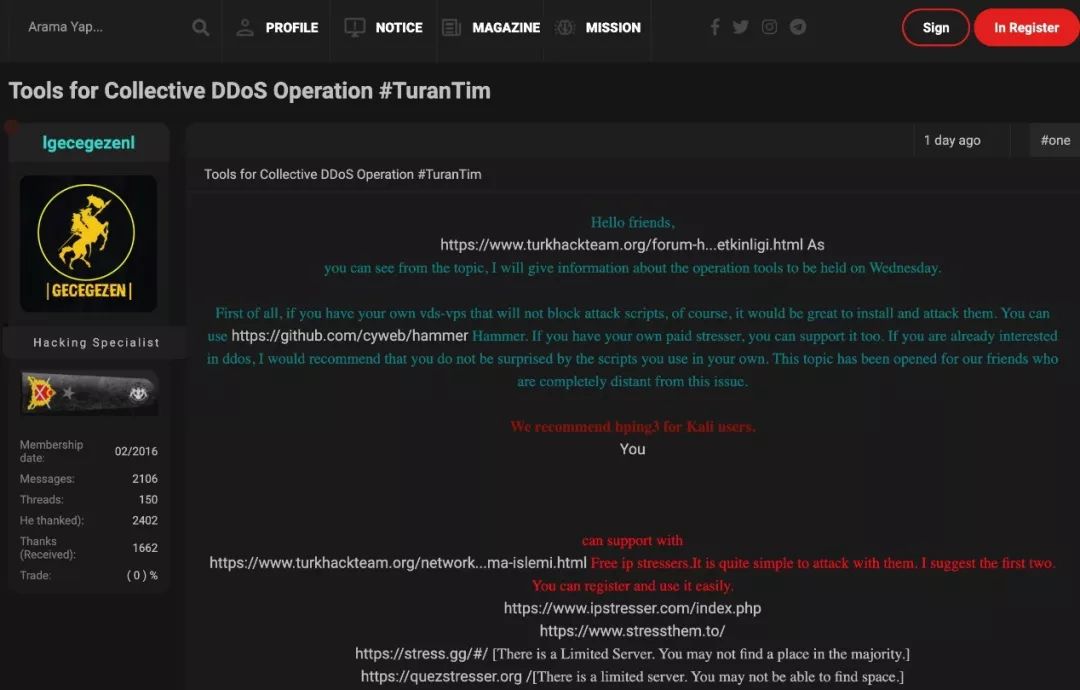 Arama Yap...
PROFILE
NOTICE
MAGAZINE
MISSION
Sign
In Register
Tools for Collective DDoS Operation #TuranTim
Igecegezenl
|GECEGEZEN|
Hacking Specialist
Membership date: 02/2016
Messages: 2106
Threads: 150
He thanked): 2402
Thanks (Received): 1662
Trade: ( 0 ) %
1 day ago
#one
Tools for Collective DDoS Operation #TuranTim
Hello friends,
https://www.turkhackteam.org/forum-h...etkinligi.html As
you can see from the topic, I will give information about the operation tools to be held on Wednesday.
First of all, if you have your own vds-vps that will not block attack scripts, of course, it would be great to install and attack them. You can
use https://github.com/cyweb/hammer Hammer. If you have your own paid stresser, you can support it too. If you are already interested
in ddos, I would recommend that you do not be surprised by the scripts you use in your own. This topic has been opened for our friends who
are completely distant from this issue.
We recommend hping3 for Kali users.
You
can support with
https://www.turkhackteam.org/network...ma-islemi.html Free ip stressers.It is quite simple to attack with them. I suggest the first two.
You can register and use it easily.
https://www.ipstresser.com/index.php
https://www.stressthem.to/
https://stress.gg/#/ [There is a Limited Server. You may not find a place in the majority.]
https://quezstresser.org /[There is a limited server. You may not be able to find space.]